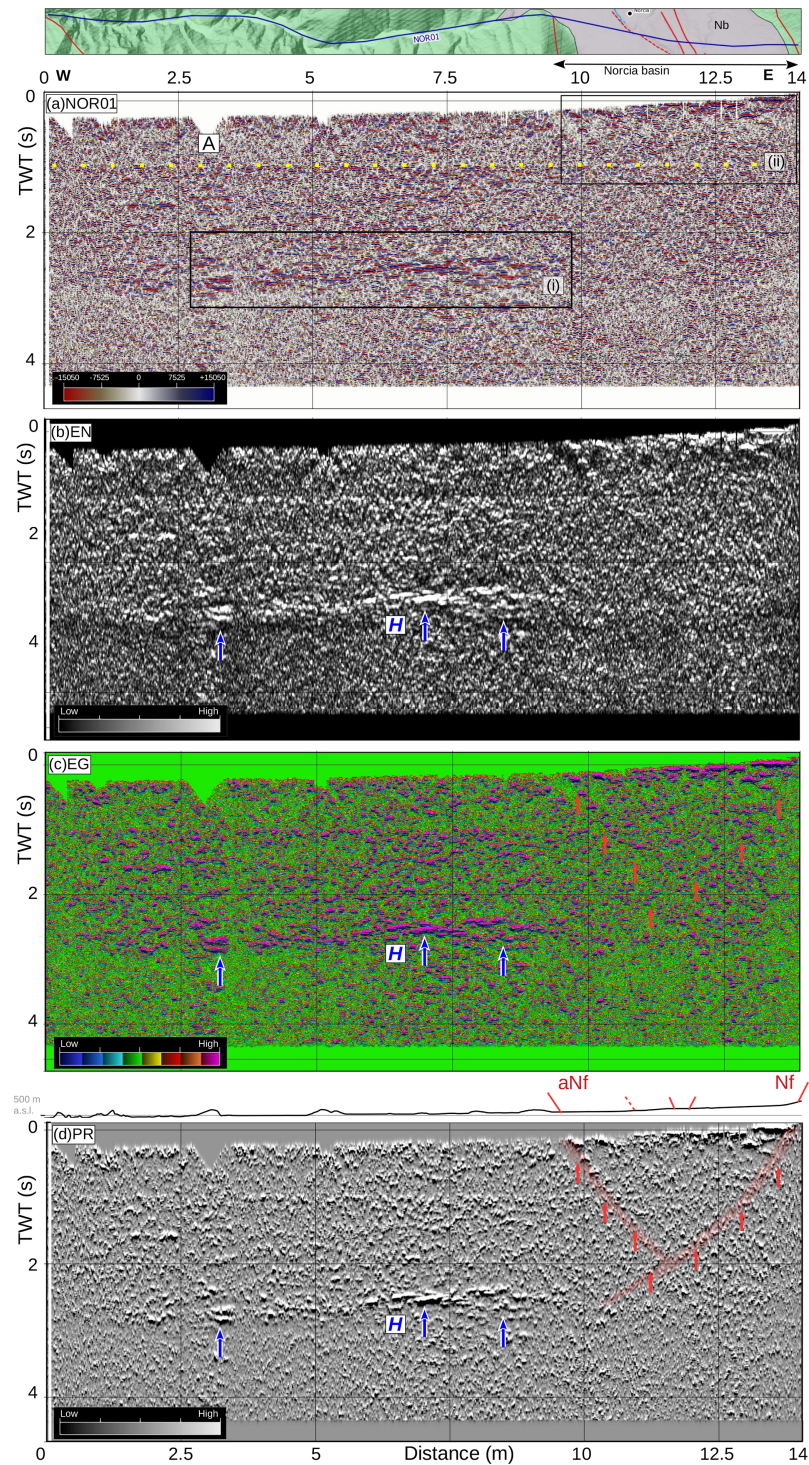 Norcia
Nb
NOR01
0 W 2.5 5 7.5 10 12.5 E 14
Norcia basin
(a)NOR01
A
(ii)
(i)
TWT (s)
0
2
4
-15050 -7525 0 7525 +15050
(b)EN
TWT (s)
0
2
4
H
Low High
(c)EG
TWT (s)
0
2
4
H
Low High
aNf Nf
500 m
a.s.l.
(d)PR
TWT (s)
0
2
4
H
Low High
0 2.5 5 Distance (m) 10 12.5 14